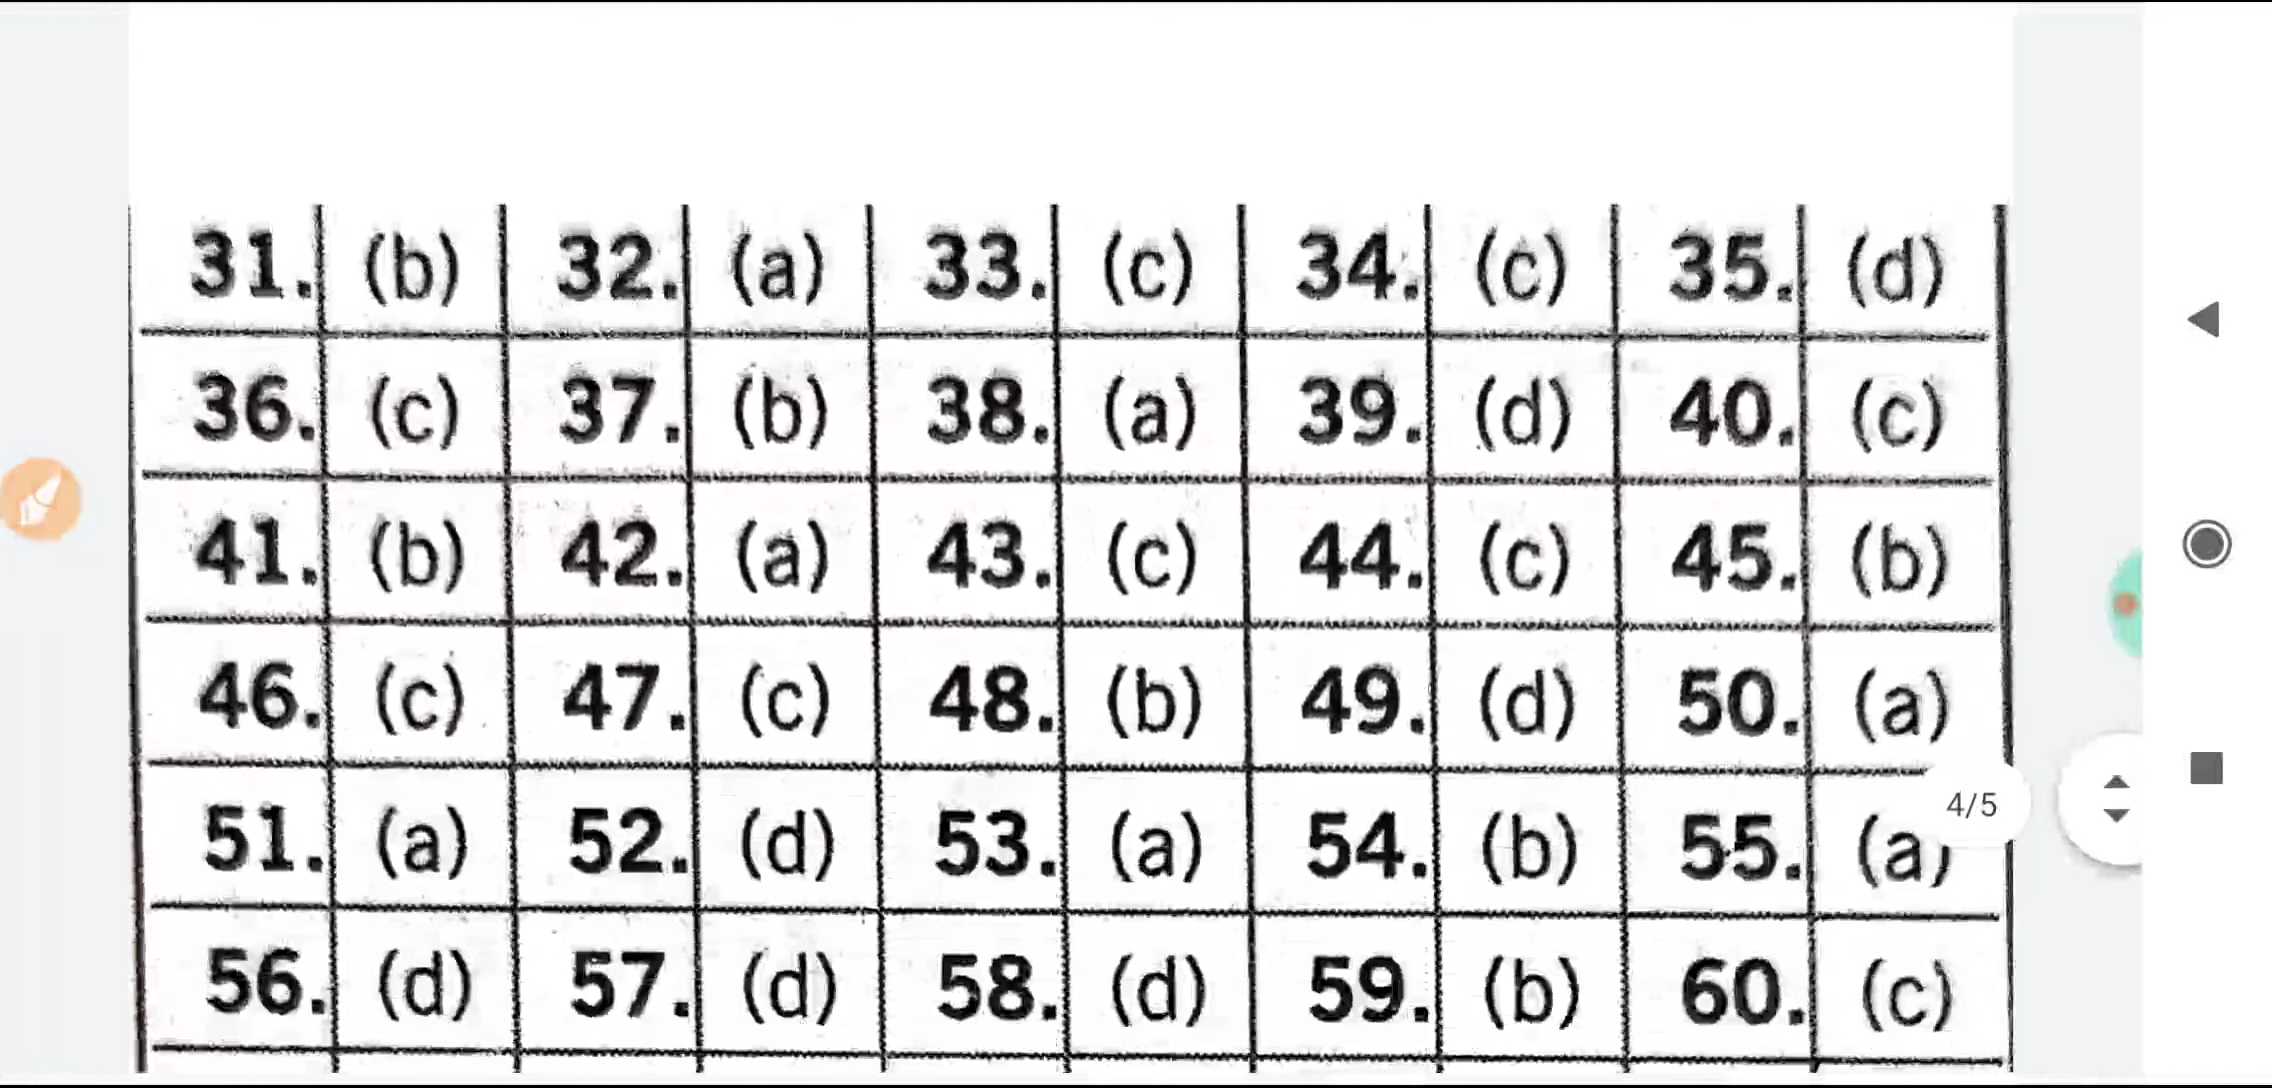 31. (b) 32. (a) 33. (c) 34. (c) 35. (d)
36. (c) 37. (b) 38. (a) 39. (d) 40. (c)
41. (b) 42. (a) 43. (c) 44. (c) 45. (b)
46. (c) 47. (c) 48. (b) 49. (d) 50. (a)
51. (a) 52. (d) 53. (a) 54. (b) 55. (a)
4/5
56. (d) 57. (d) 58. (d) 59. (b) 60. (c)